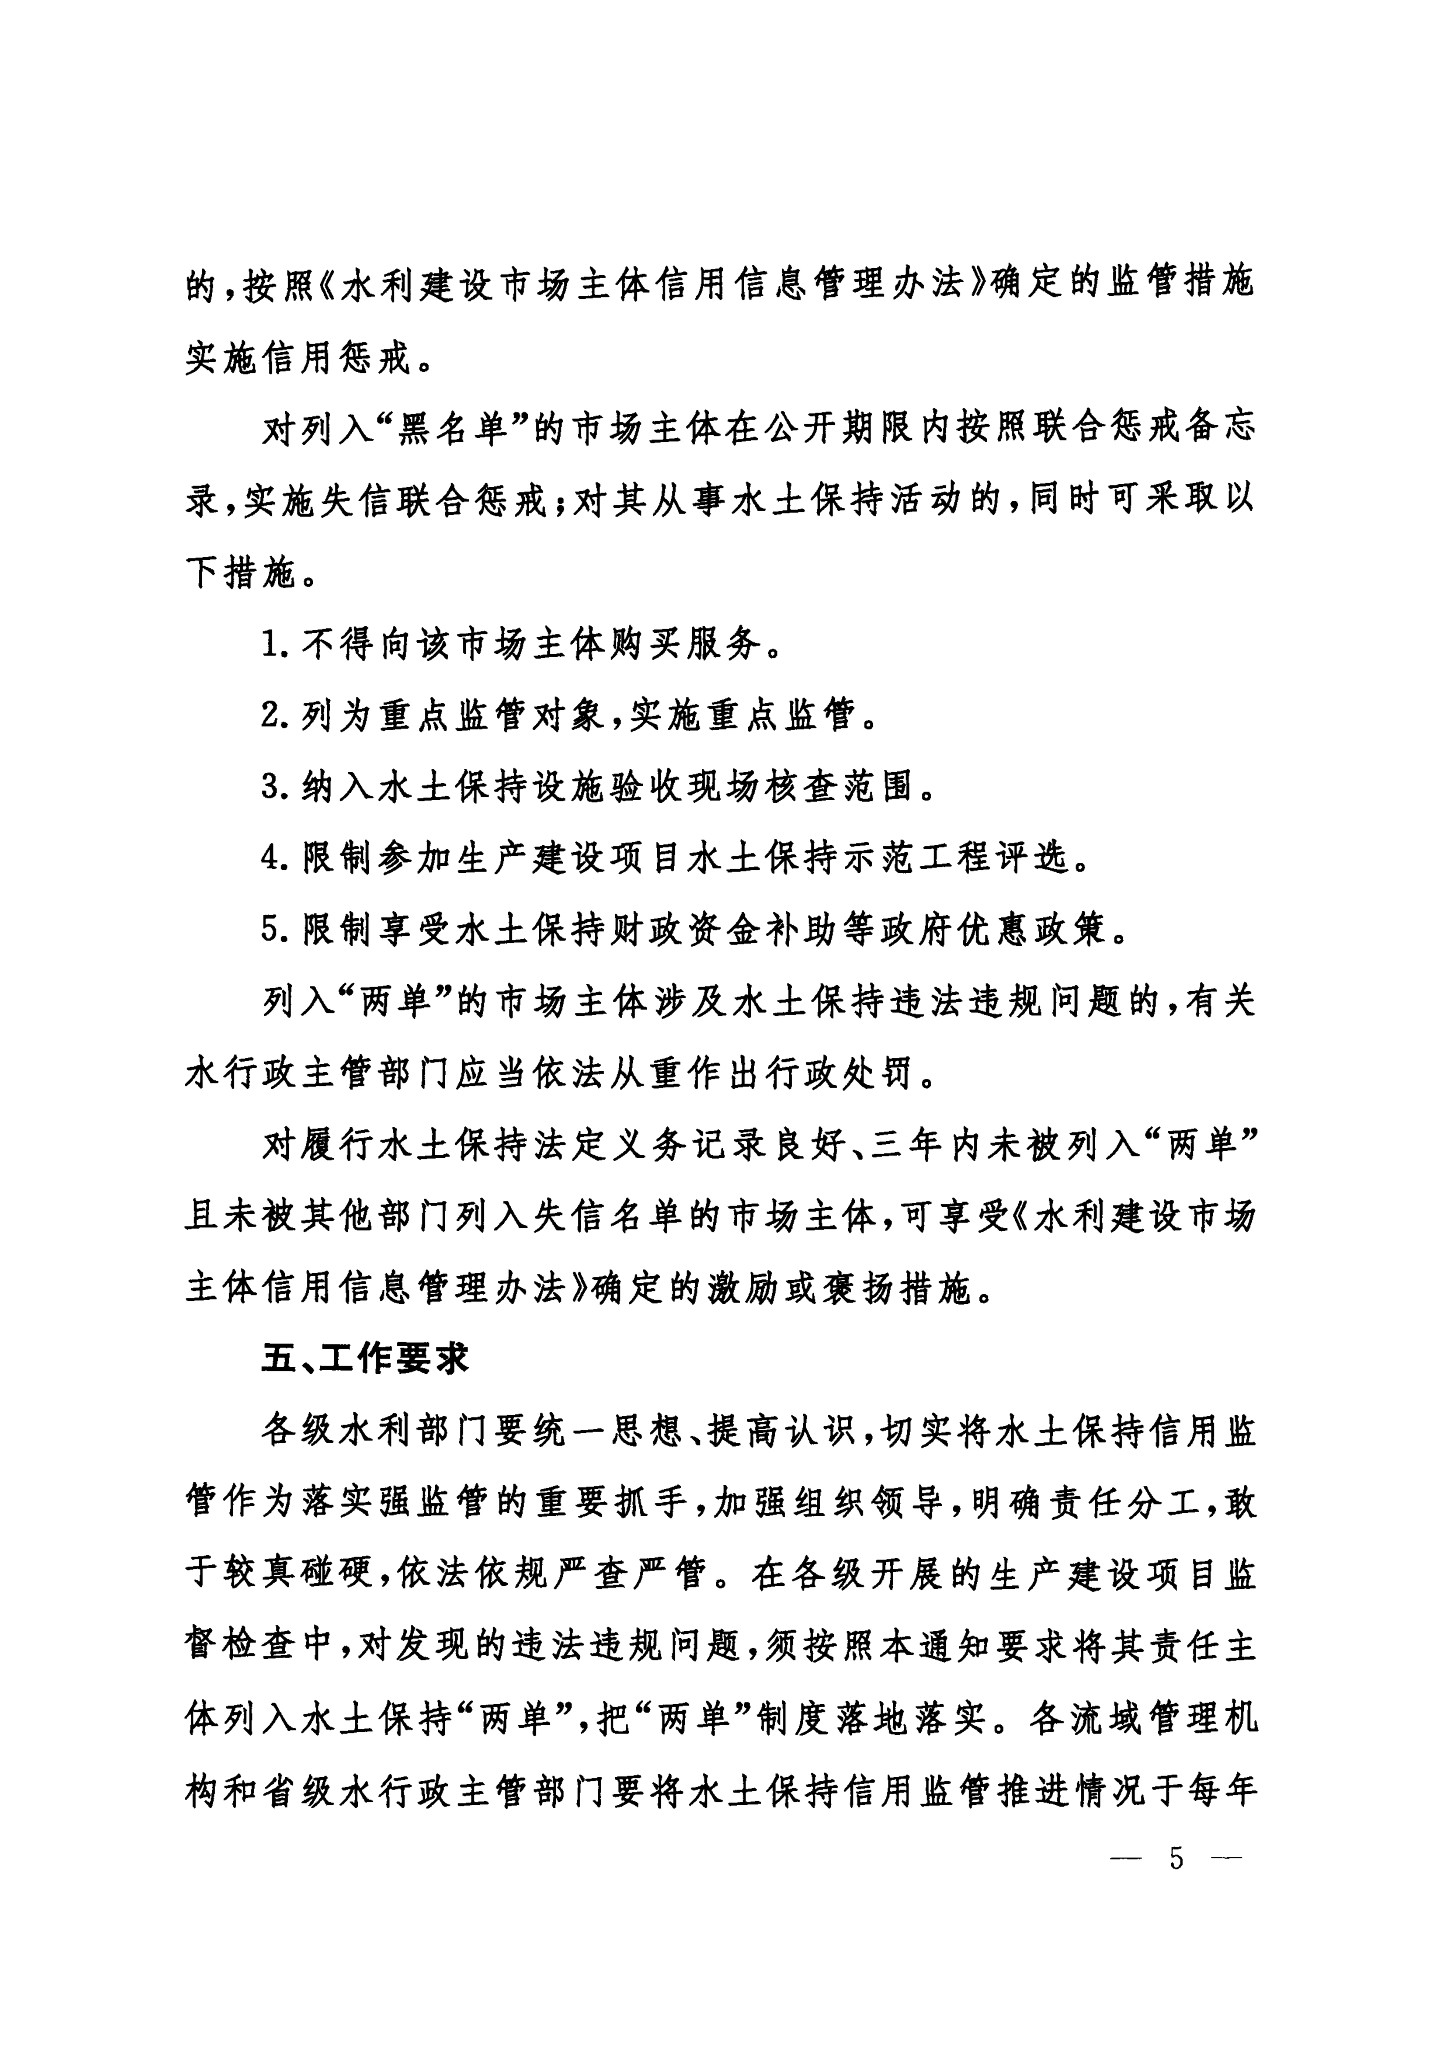 的,按照《水利建设市场主体信用信息管理办法》确定的监管措施
实施信用惩戒。
对列入“黑名单”的市场主体在公开期限内按照联合惩戒备忘
录,实施失信联合惩戒;对其从事水土保持活动的,同时可采取以
下措施。
1. 不得向该市场主体购买服务。
2. 列为重点监管对象,实施重点监管。
3. 纳入水土保持设施验收现场核查范围。
4. 限制参加生产建设项目水土保持示范工程评选。
5. 限制享受水土保持财政资金补助等政府优惠政策。
列入“两单”的市场主体涉及水土保持违法违规问题的,有关
水行政主管部门应当依法从重作出行政处罚。
对履行水土保持法定义务记录良好、三年内未被列入“两单”
且未被其他部门列入失信名单的市场主体,可享受《水利建设市场
主体信用信息管理办法》确定的激励或褒扬措施。
五、工作要求
各级水利部门要统一思想、提高认识,切实将水土保持信用监
管作为落实强监管的重要抓手,加强组织领导,明确责任分工,敢
于较真碰硬,依法依规严查严管。在各级开展的生产建设项目监
督检查中,对发现的违法违规问题,须按照本通知要求将其责任主
体列入水土保持“两单”,把“两单”制度落地落实。各流域管理机
构和省级水行政主管部门要将水土保持信用监管推进情况于每年
— 5 —